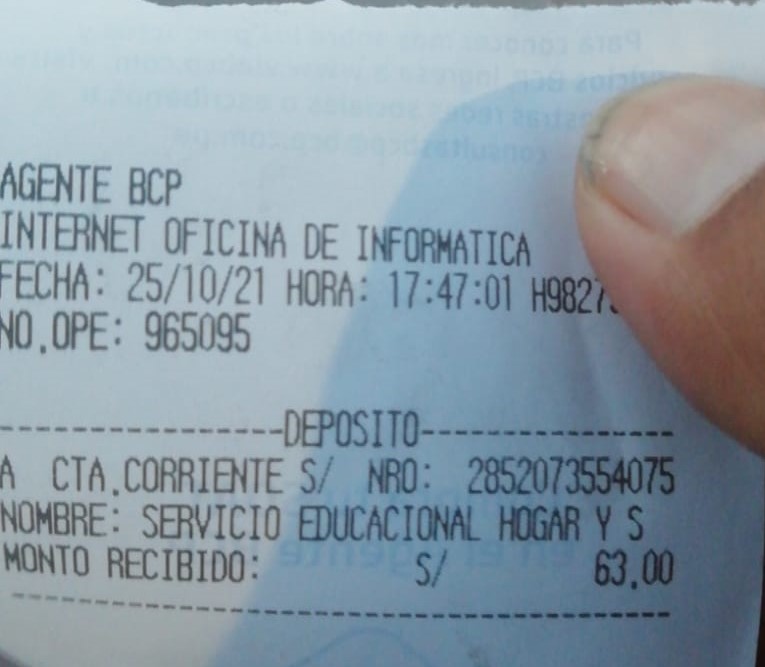 AGENTE BCP
INTERNET OFICINA DE INFORMATICA
FECHA: 25/10/21 HORA: 17:47:01 H9827
NO.OPE: 965095
----------------DEPOSITO----------------
A CTA.CORRIENTE S/ NRO: 2852073554075
NOMBRE: SERVICIO EDUCACIONAL HOGAR Y S
MONTO RECIBIDO: S/ 63.00